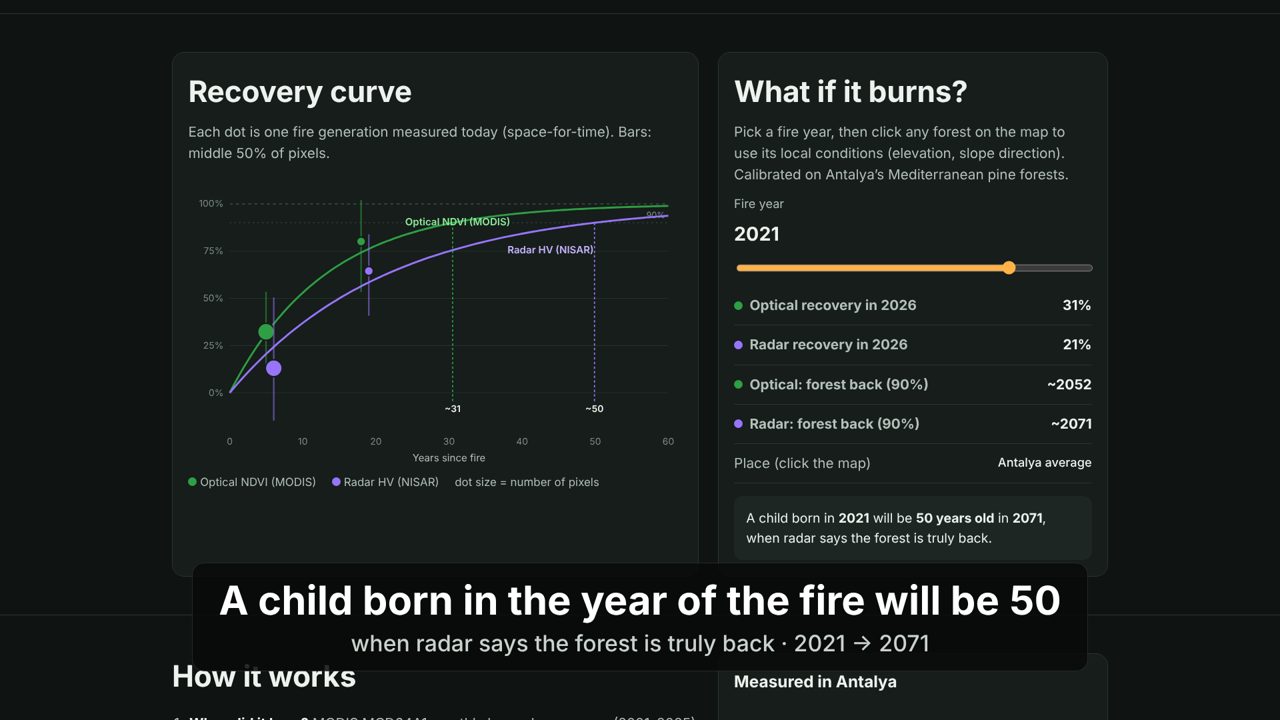 Recovery curve
Each dot is one fire generation measured today (space-for-time). Bars:
middle 50% of pixels.
100%
75%
50%
25%
0%
90%
Optical NDVI (MODIS)
Radar HV (NISAR)
~31
~50
0 10 20 30 40 50 60
Years since fire
Optical NDVI (MODIS) Radar HV (NISAR) dot size = number of pixels
What if it burns?
Pick a fire year, then click any forest on the map to
use its local conditions (elevation, slope direction).
Calibrated on Antalya's Mediterranean pine forests.
Fire year
2021
Optical recovery in 2026 31%
Radar recovery in 2026 21%
Optical: forest back (90%) ~2052
Radar: forest back (90%) ~2071
Place (click the map) Antalya average
A child born in 2021 will be 50 years old in 2071,
when radar says the forest is truly back.
A child born in the year of the fire will be 50
when radar says the forest is truly back · 2021 → 2071
How it works
Measured in Antalya